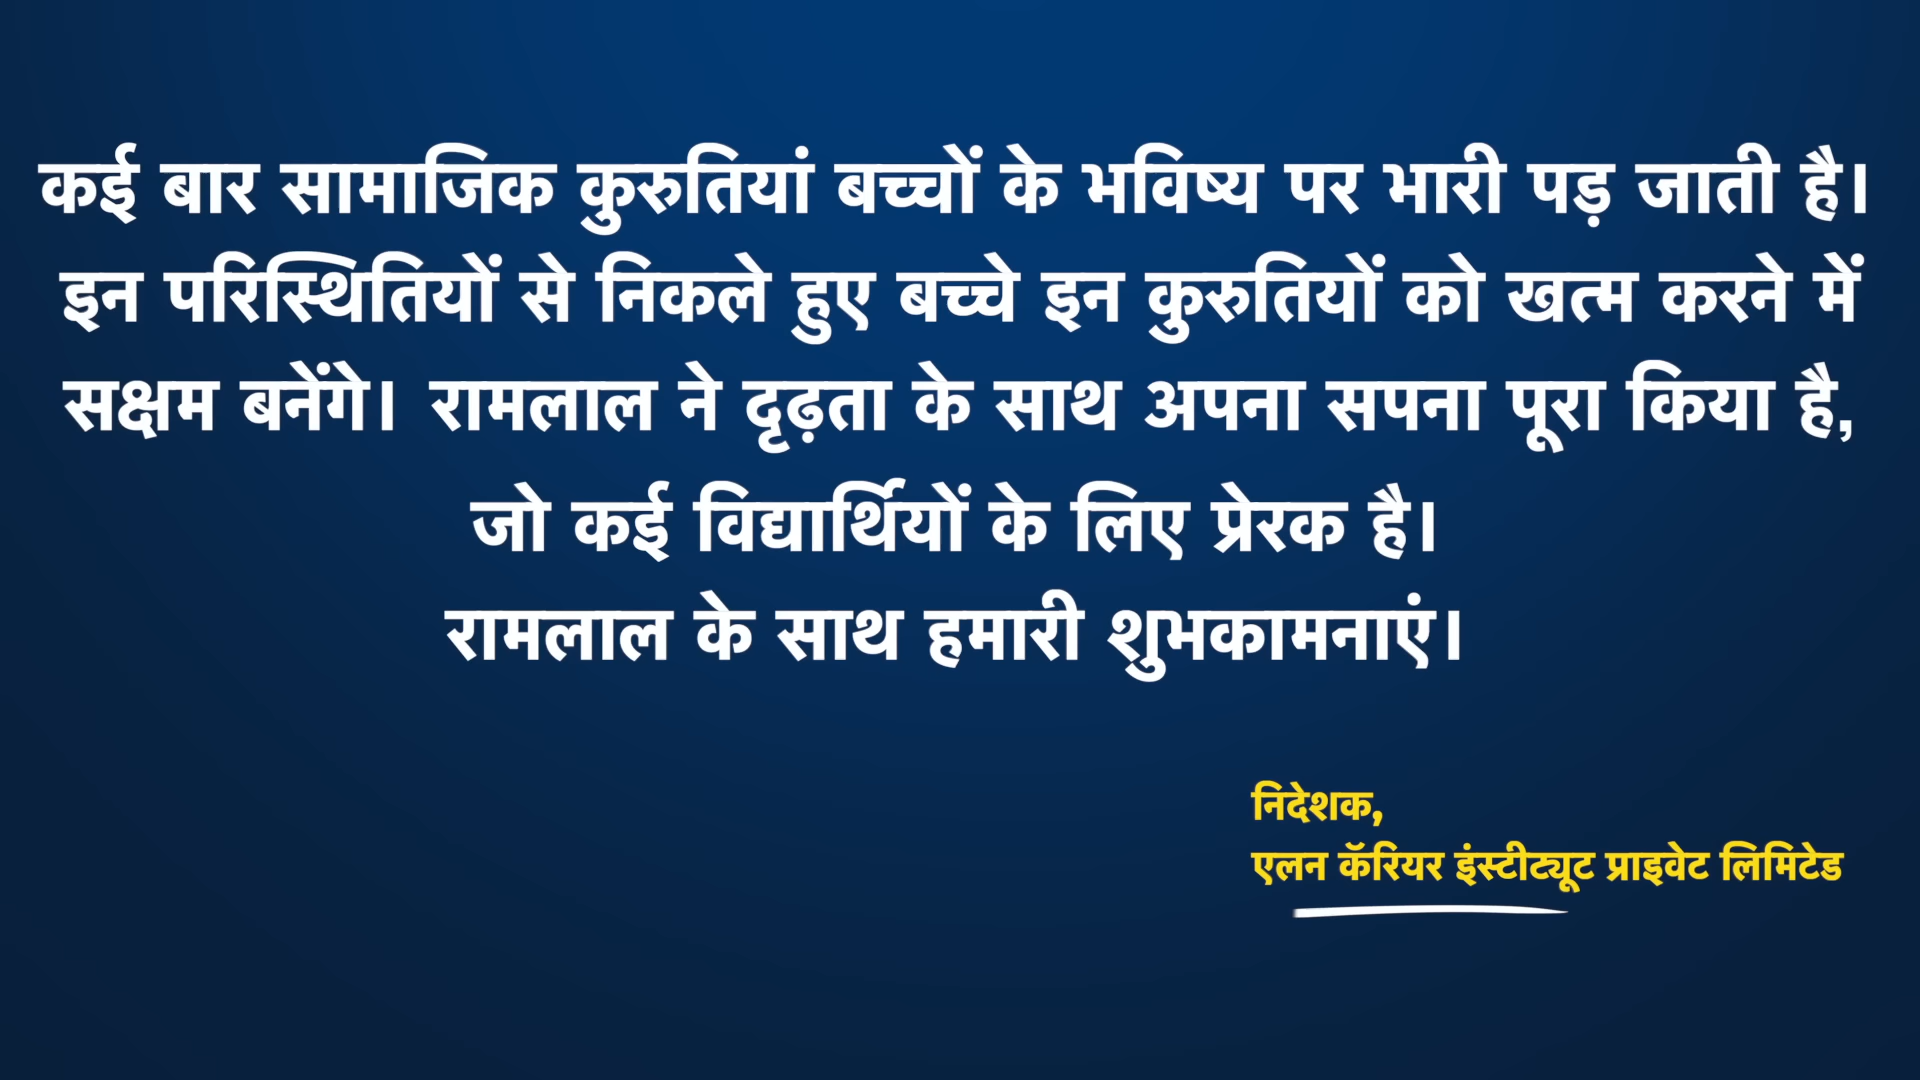 कई बार सामाजिक कुरुतियां बच्चों के भविष्य पर भारी पड़ जाती है।
इन परिस्थितियों से निकले हुए बच्चे इन कुरुतियों को खत्म करने में
सक्षम बनेंगे। रामलाल ने दृढ़ता के साथ अपना सपना पूरा किया है,
जो कई विद्यार्थियों के लिए प्रेरक है।
रामलाल के साथ हमारी शुभकामनाएं।
निदेशक,
एलन कॅरियर इंस्टीट्यूट प्राइवेट लिमिटेड